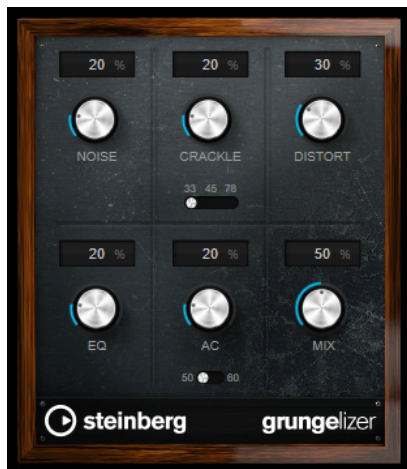 20 % 20 % 30 %
NOISE CRACKLE DISTORT
33 45 78
20 % 20 % 50 %
EQ AC MIX
50 60
steinberg grungelizer